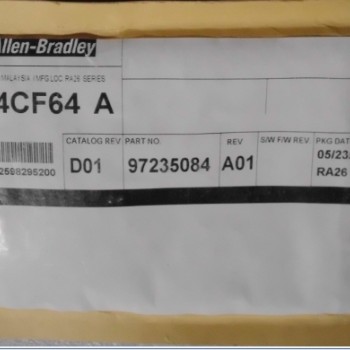 Allen-Bradley
MALAYSIA MFG LOC RA26 SERIES
4CF64 A
CATALOG REV PART NO. REV S/W F/W REV. PKG DAT
D01 97235084 A01 05/23
2598295200 RA26